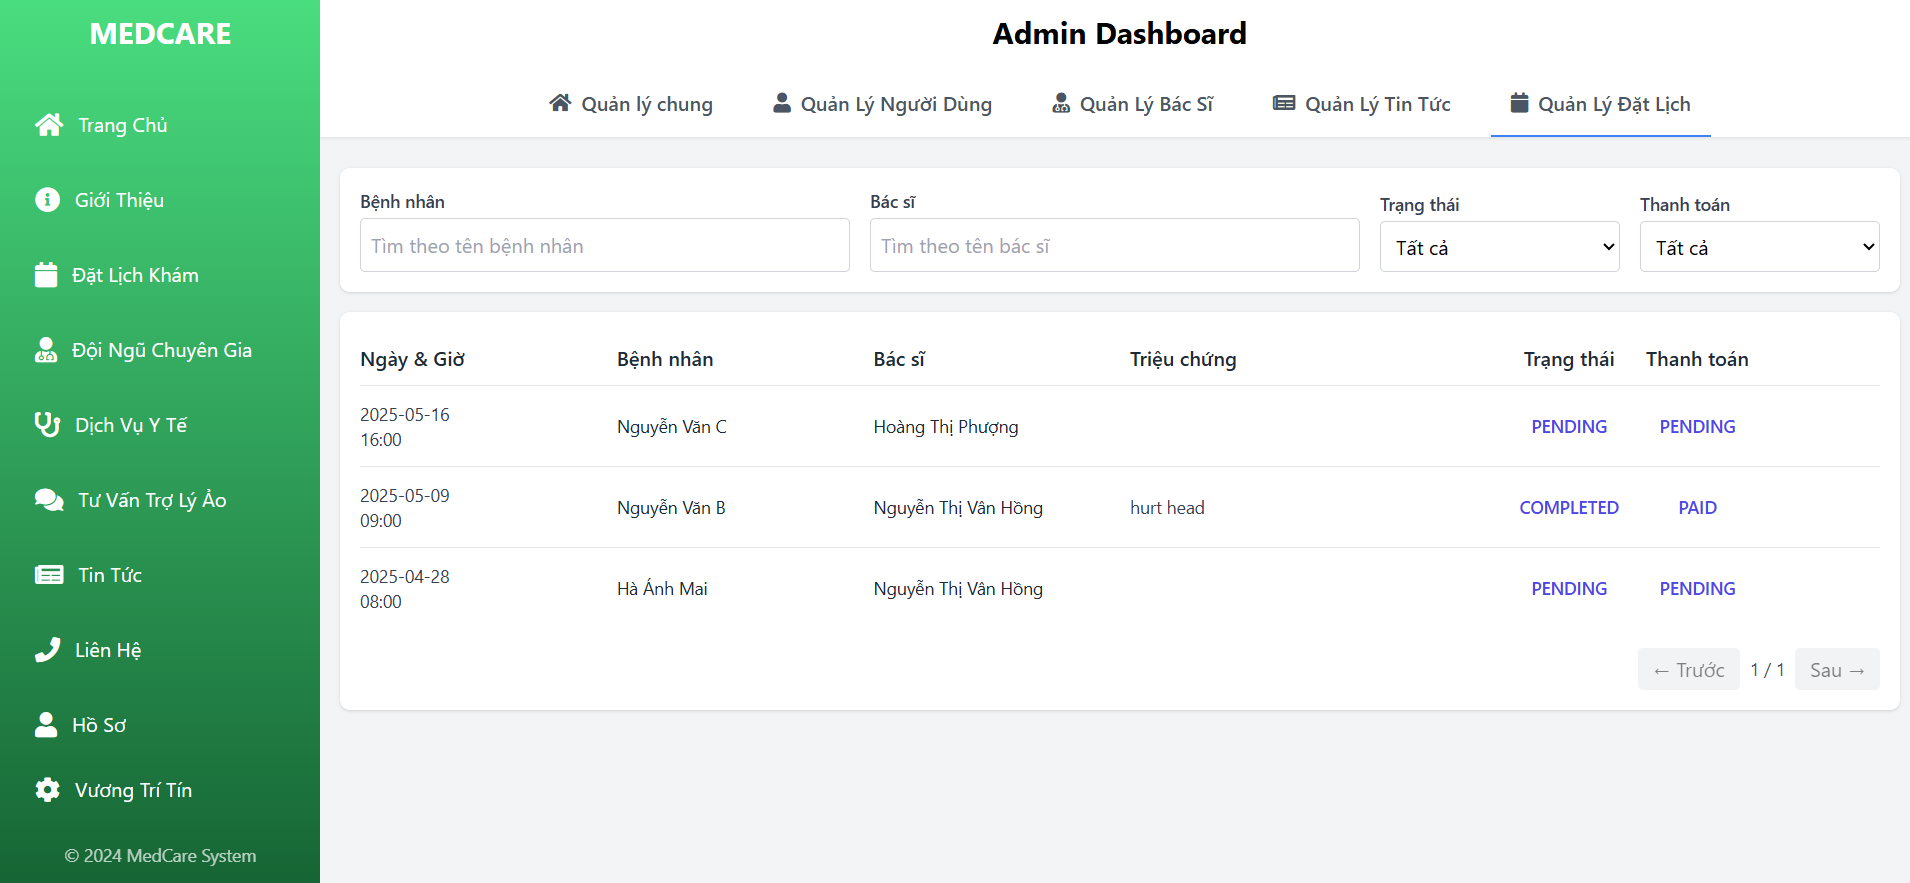 MEDCARE
Trang Chủ
Giới Thiệu
Đặt Lịch Khám
Đội Ngũ Chuyên Gia
Dịch Vụ Y Tế
Tư Vấn Trợ Lý Ảo
Tin Tức
Liên Hệ
Hồ Sơ
Vương Trí Tín
© 2024 MedCare System
Admin Dashboard
Quản lý chung Quản Lý Người Dùng Quản Lý Bác Sĩ Quản Lý Tin Tức Quản Lý Đặt Lịch
Bệnh nhân Bác sĩ Trạng thái Thanh toán
Tìm theo tên bệnh nhân Tìm theo tên bác sĩ Tất cả Tất cả
Ngày & Giờ Bệnh nhân Bác sĩ Triệu chứng Trạng thái Thanh toán
2025-05-16
16:00 Nguyễn Văn C Hoàng Thị Phượng PENDING PENDING
2025-05-09
09:00 Nguyễn Văn B Nguyễn Thị Vân Hồng hurt head COMPLETED PAID
2025-04-28
08:00 Hà Ánh Mai Nguyễn Thị Vân Hồng PENDING PENDING
← Trước 1 / 1 Sau →